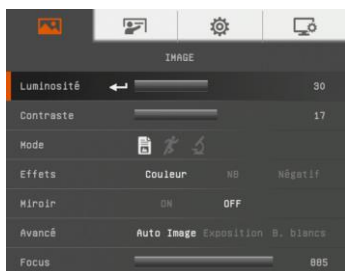 IMAGE
Luminosité 30
Contraste 17
Mode
Effets Couleur NB Négatif
Miroir ON OFF
Avancé Auto Image Exposition B. blancs
Focus 005